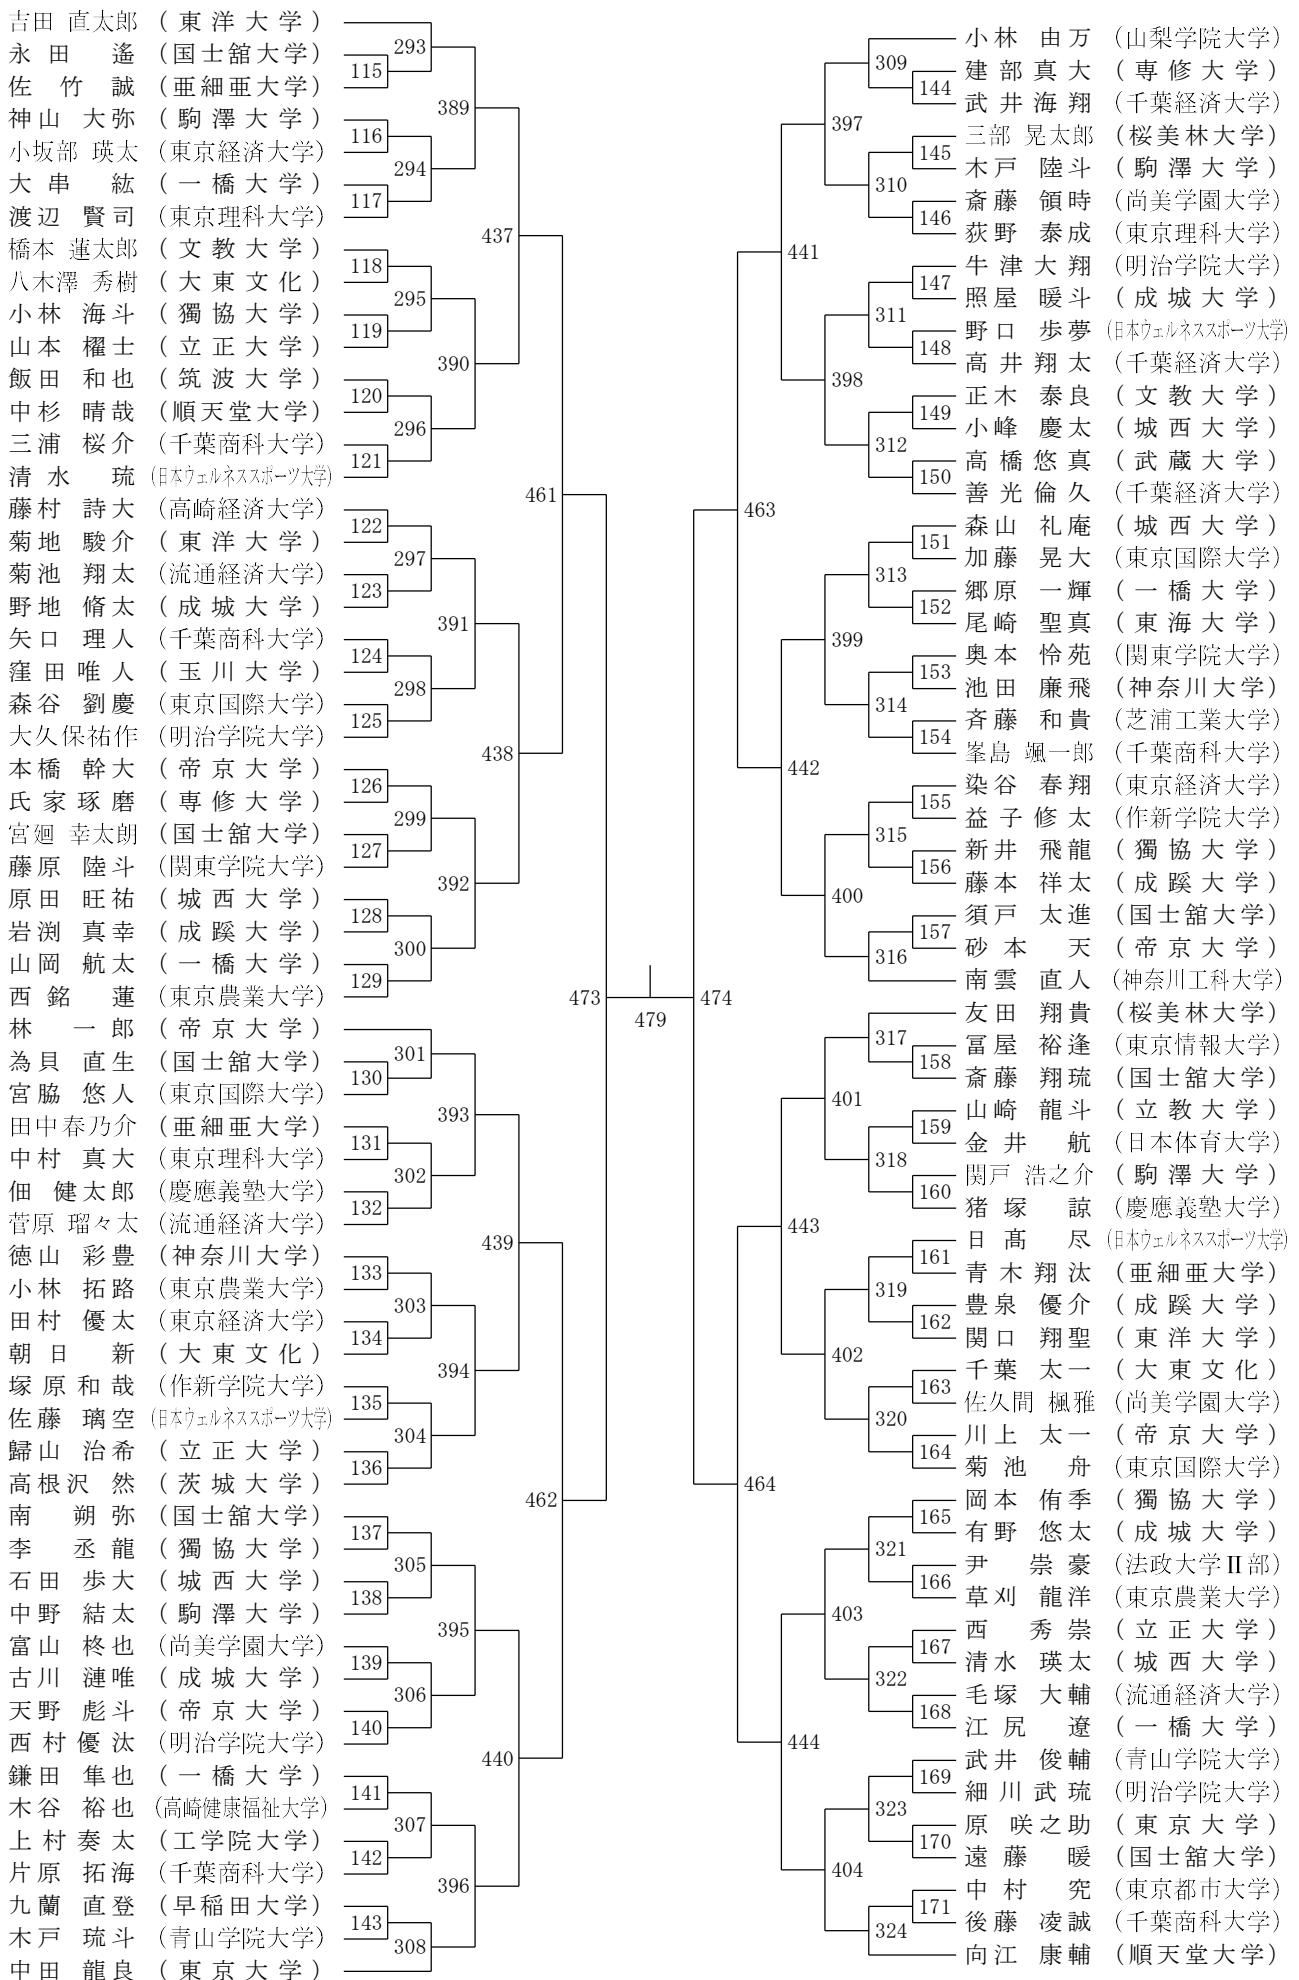 吉田 直太郎 (東洋大学)
永田 遙 (国士舘大学)
佐竹 誠 (亜細亜大学)
神山 大弥 (駒澤大学)
小坂部 瑛太 (東京経済大学)
大串 紘 (一橋大学)
渡辺 賢司 (東京理科大学)
橋本 蓮太郎 (文教大学)
八木澤 秀樹 (大東文化)
小林 海斗 (獨協大学)
山本 櫂士 (立正大学)
飯田 和也 (筑波大学)
中杉 晴哉 (順天堂大学)
三浦 桜介 (千葉商科大学)
清水 琉 (日本ウェルネススポーツ大学)
藤村 詩大 (高崎経済大学)
菊地 駿介 (東洋大学)
菊池 翔太 (流通経済大学)
野地 脩太 (成城大学)
矢口 理人 (千葉商科大学)
窪田唯人 (玉川大学)
森谷 劉慶 (東京国際大学)
大久保祐作 (明治学院大学)
本橋 幹大 (帝京大学)
氏家琢磨 (専修大学)
宮廻 幸太朗 (国士舘大学)
藤原 陸斗 (関東学院大学)
原田 旺祐 (城西大学)
岩渕 真幸 (成蹊大学)
山岡 航太 (一橋大学)
西銘 蓮 (東京農業大学)
林 一郎 (帝京大学)
為貝 直生 (国士舘大学)
宮脇 悠人 (東京国際大学)
田中春乃介 (亜細亜大学)
中村 真大 (東京理科大学)
佃 健太郎 (慶應義塾大学)
菅原 瑠々太 (流通経済大学)
徳山 彩豊 (神奈川大学)
小林 拓路 (東京農業大学)
田村 優太 (東京経済大学)
朝日 新 (大東文化)
塚原和哉 (作新学院大学)
佐藤 璃空 (日本ウェルネススポーツ大学)
歸山 治希 (立正大学)
高根沢 然 (茨城大学)
南 朔弥 (国士舘大学)
李 丞龍 (獨協大学)
石田 歩大 (城西大学)
中野 結太 (駒澤大学)
富山 柊也 (尚美学園大学)
古川 漣唯 (成城大学)
天野 彪斗 (帝京大学)
西村優汰 (明治学院大学)
鎌田 隼也 (一橋大学)
木谷 裕也 (高崎健康福祉大学)
上村奏太 (工学院大学)
片原 拓海 (千葉商科大学)
九蘭 直登 (早稲田大学)
木戸 琉斗 (青山学院大学)
中田 龍良 (東京大学)
115
116
117
118
119
120
121
122
123
124
125
126
127
128
129
130
131
132
133
134
135
136
137
138
139
140
141
142
143
293
294
295
296
297
298
299
300
301
302
303
304
305
306
307
308
389
390
391
392
393
394
395
396
437
438
439
440
461
462
473
479
474
463
464
441
442
443
444
397
398
399
400
401
402
403
404
309
310
311
312
313
314
315
316
317
318
319
320
321
322
323
324
144
145
146
147
148
149
150
151
152
153
154
155
156
157
158
159
160
161
162
163
164
165
166
167
168
169
170
171
小林 由万 (山梨学院大学)
建部真大 (専修大学)
武井海翔 (千葉経済大学)
三部 晃太郎 (桜美林大学)
木戸 陸斗 (駒澤大学)
斎藤 領時 (尚美学園大学)
荻野 泰成 (東京理科大学)
牛津大翔 (明治学院大学)
照屋 暖斗 (成城大学)
野口 歩夢 (日本ウェルネススポーツ大学)
高井翔太 (千葉経済大学)
正木 泰良 (文教大学)
小峰 慶太 (城西大学)
高橋悠真 (武蔵大学)
善光倫久 (千葉経済大学)
森山 礼庵 (城西大学)
加藤 晃大 (東京国際大学)
郷原 一輝 (一橋大学)
尾崎 聖真 (東海大学)
奥本 怜苑 (関東学院大学)
池田 廉飛 (神奈川大学)
斉藤 和貴 (芝浦工業大学)
峯島 颯一郎 (千葉商科大学)
染谷 春翔 (東京経済大学)
益子修太 (作新学院大学)
新井 飛龍 (獨協大学)
藤本 祥太 (成蹊大学)
須戸 太進 (国士舘大学)
砂本 天 (帝京大学)
南雲 直人 (神奈川工科大学)
友田 翔貴 (桜美林大学)
冨屋 裕逢 (東京情報大学)
斎藤 翔琉 (国士舘大学)
山崎 龍斗 (立教大学)
金井 航 (日本体育大学)
関戸 浩之介 (駒澤大学)
猪塚 諒 (慶應義塾大学)
日髙 尽 (日本ウェルネススポーツ大学)
青木翔汰 (亜細亜大学)
豊泉 優介 (成蹊大学)
関口 翔聖 (東洋大学)
千葉 太一 (大東文化)
佐久間 楓雅 (尚美学園大学)
川上 太一 (帝京大学)
菊池 舟 (東京国際大学)
岡本 侑季 (獨協大学)
有野 悠太 (成城大学)
尹 崇豪 (法政大学Ⅱ部)
草刈 龍洋 (東京農業大学)
西 秀崇 (立正大学)
清水 瑛太 (城西大学)
毛塚 大輔 (流通経済大学)
江尻 遼 (一橋大学)
武井 俊輔 (青山学院大学)
細川武琉 (明治学院大学)
原 咲之助 (東京大学)
遠藤 暖 (国士舘大学)
中村 究 (東京都市大学)
後藤 凌誠 (千葉商科大学)
向江 康輔 (順天堂大学)